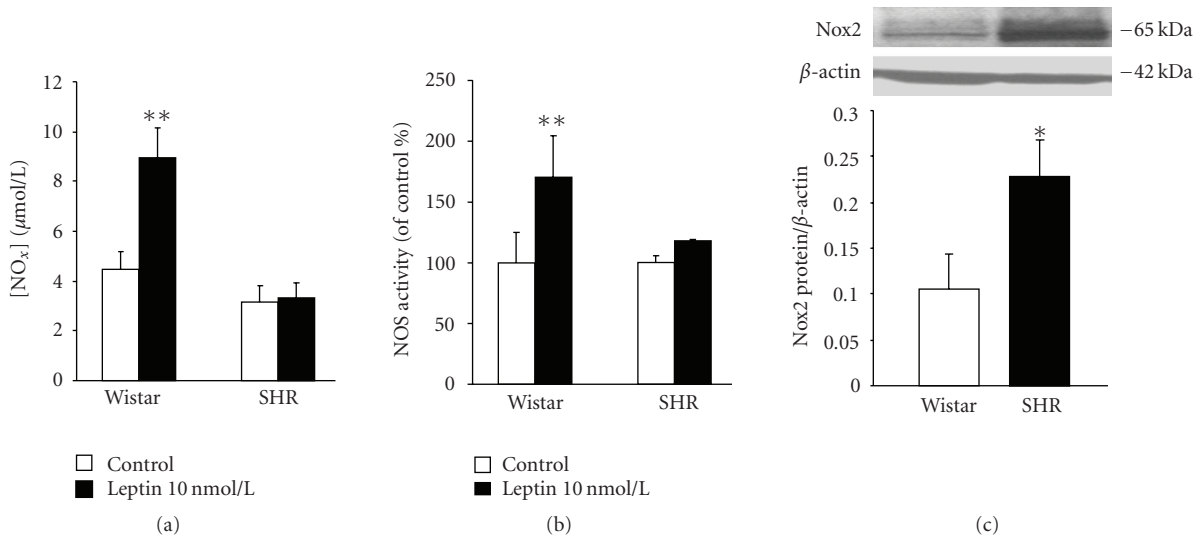 12
10
8
6
4
2
0
[NOx] (μmol/L)
**
Wistar
SHR
Control
Leptin 10 nmol/L
(a)
250
200
150
100
50
0
NOS activity (of control %)
**
Wistar
SHR
Control
Leptin 10 nmol/L
(b)
Nox2
−65 kDa
β-actin
−42 kDa
0.3
0.25
0.2
0.15
0.1
0.05
0
Nox2 protein/β-actin
*
Wistar
SHR
(c)